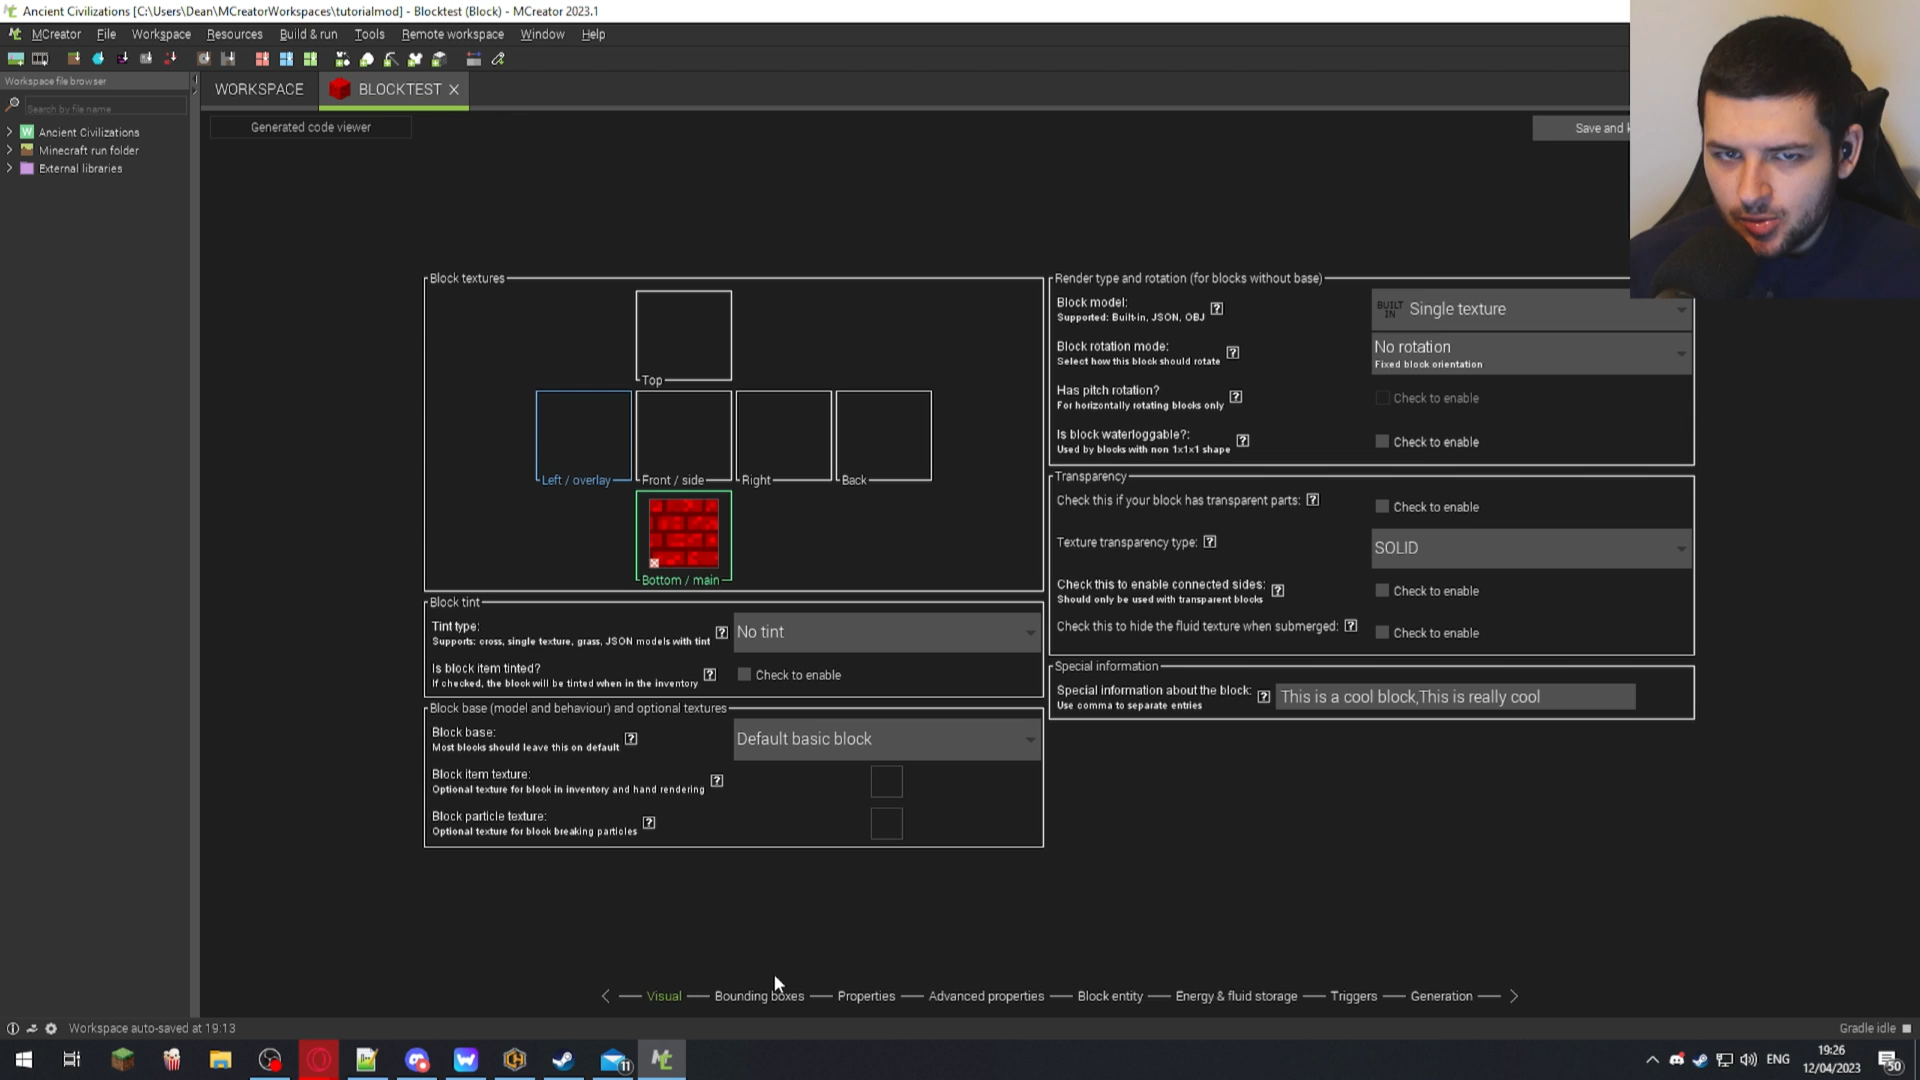 Ancient Civilizations [C:\Users\Dean\MCreatorWorkspaces\tutorialmod] - Blocktest (Block) - MCreator 2023.1
MCreator File Workspace Resources Build & run Tools Remote workspace Window Help
Workspace file browser
Search by file name
Ancient Civilizations
Minecraft run folder
External libraries
WORKSPACE
BLOCKTEST
Generated code viewer
Save and
Block textures
Top
Left / overlay
Front / side
Right
Back
Bottom / main
Block tint
Tint type:
Supports: cross, single texture, grass, JSON models with tint
No tint
Is block item tinted?
If checked, the block will be tinted when in the inventory
Check to enable
Block base (model and behaviour) and optional textures
Block base:
Most blocks should leave this on default
Default basic block
Block item texture:
Optional texture for block in inventory and hand rendering
Block particle texture:
Optional texture for block breaking particles
Render type and rotation (for blocks without base)
Block model:
Supported: Built-in, JSON, OBJ
BUILT IN
Single texture
Block rotation mode:
Select how this block should rotate
No rotation
Fixed block orientation
Has pitch rotation?
For horizontally rotating blocks only
Check to enable
Is block waterloggable?:
Used by blocks with non 1x1x1 shape
Check to enable
Transparency
Check this if your block has transparent parts:
Check to enable
Texture transparency type:
SOLID
Check this to enable connected sides:
Should only be used with transparent blocks
Check to enable
Check this to hide the fluid texture when submerged:
Check to enable
Special information
Special information about the block:
Use comma to separate entries
This is a cool block,This is really cool
Visual Bounding boxes Properties Advanced properties Block entity Energy & fluid storage Triggers Generation
Workspace auto-saved at 19:13
Gradle idle
11
ENG
19:26
12/04/2023
50